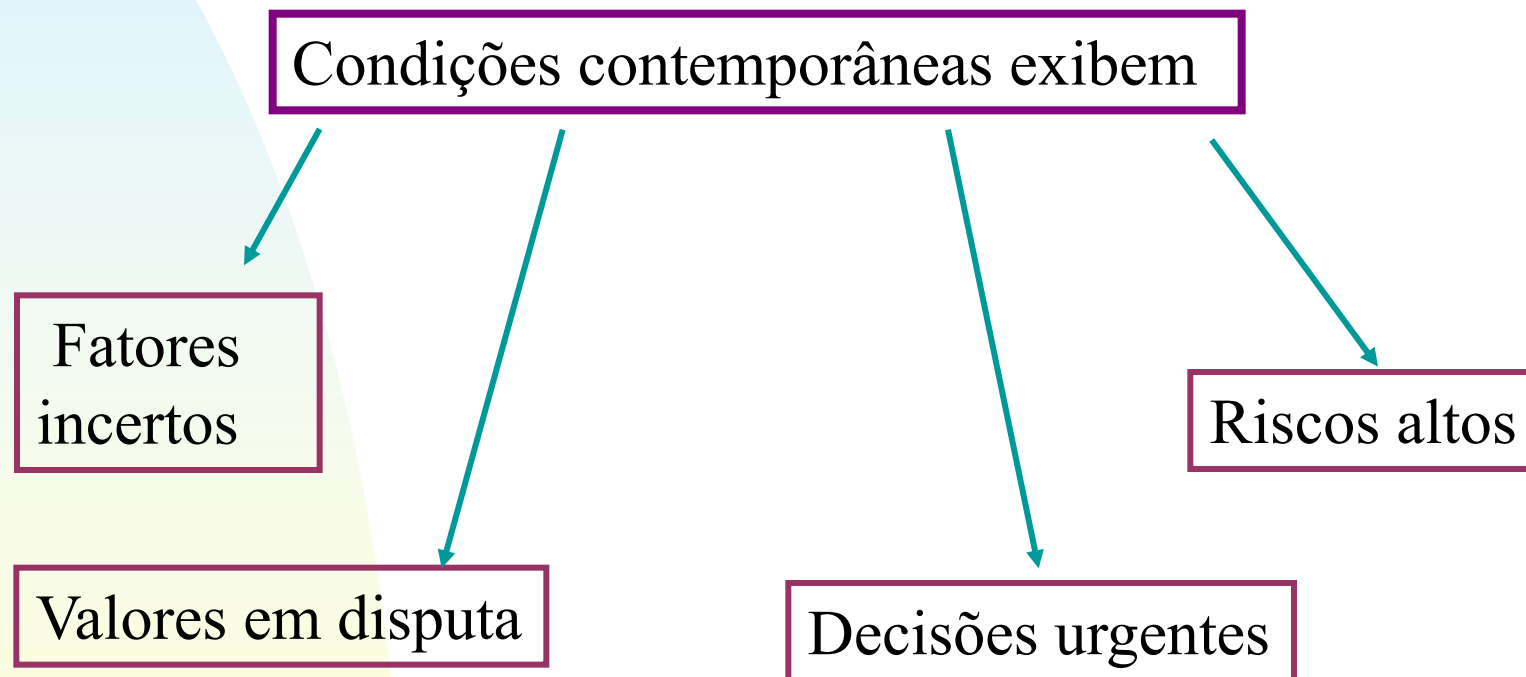 Condições contemporâneas exibem
Fatores
incertos
Riscos altos
Valores em disputa
Decisões urgentes